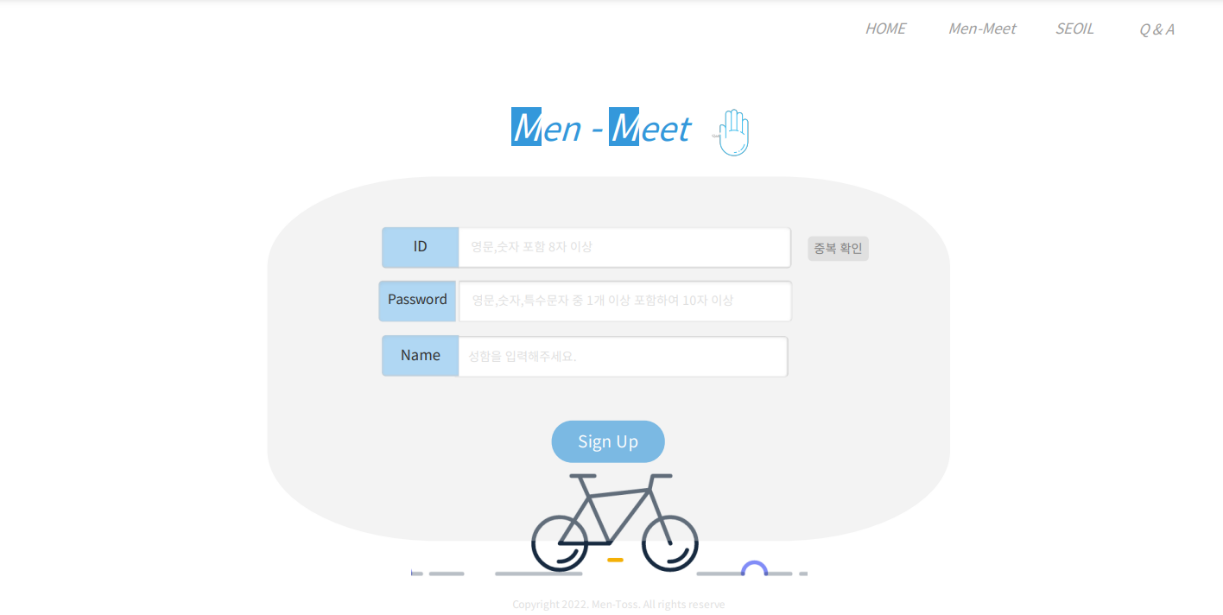 HOME Men-Meet SEOIL Q & A
Men - Meet
ID 영문,숫자 포함 8자 이상 중복 확인
Password 영문,숫자,특수문자 중 1개 이상 포함하여 10자 이상
Name 성함을 입력해주세요.
Sign Up
Copyright 2022. Men-Toss. All rights reserve